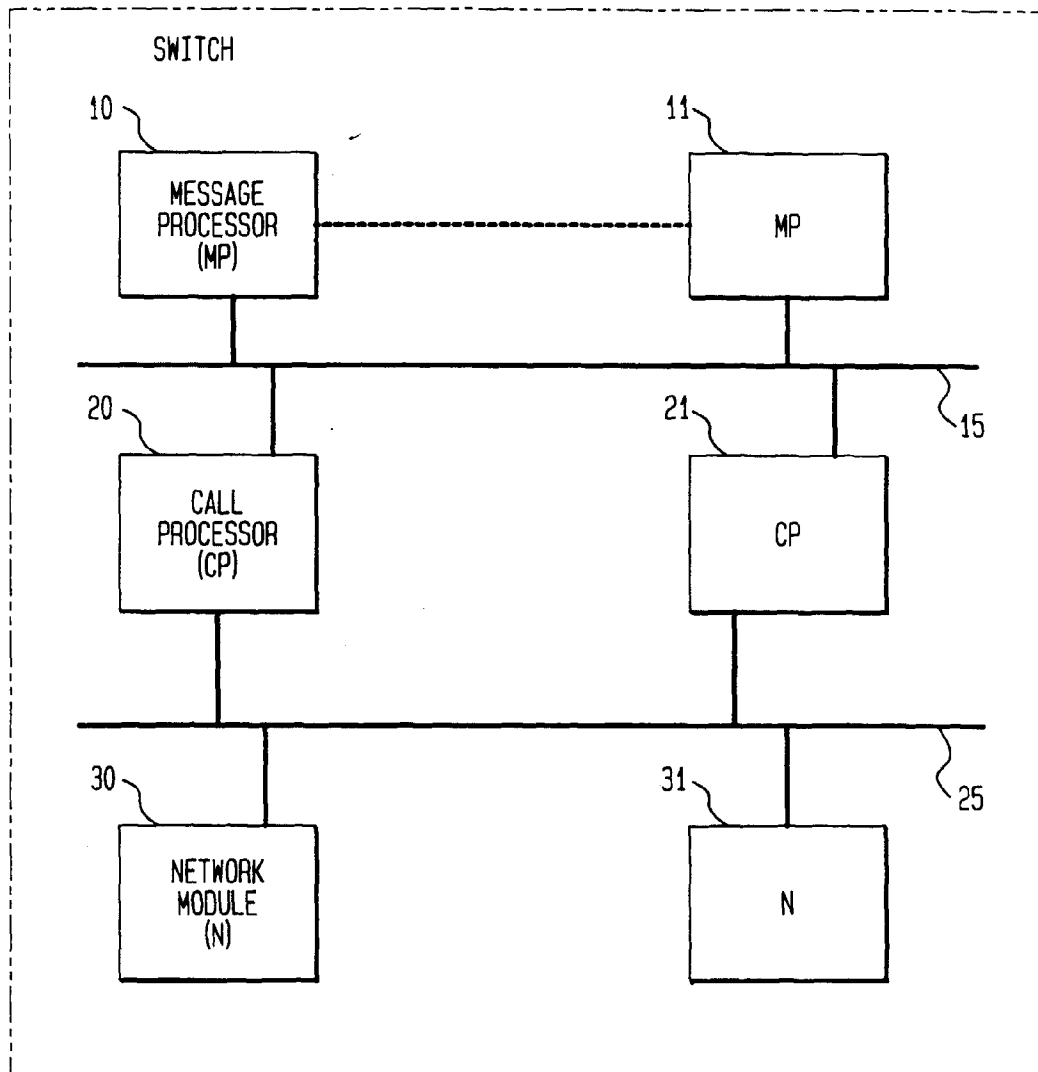 SWITCH
10
11
MESSAGE
PROCESSOR
(MP)
MP
15
20
21
CALL
PROCESSOR
(CP)
CP
25
30
31
NETWORK
MODULE
(N)
N